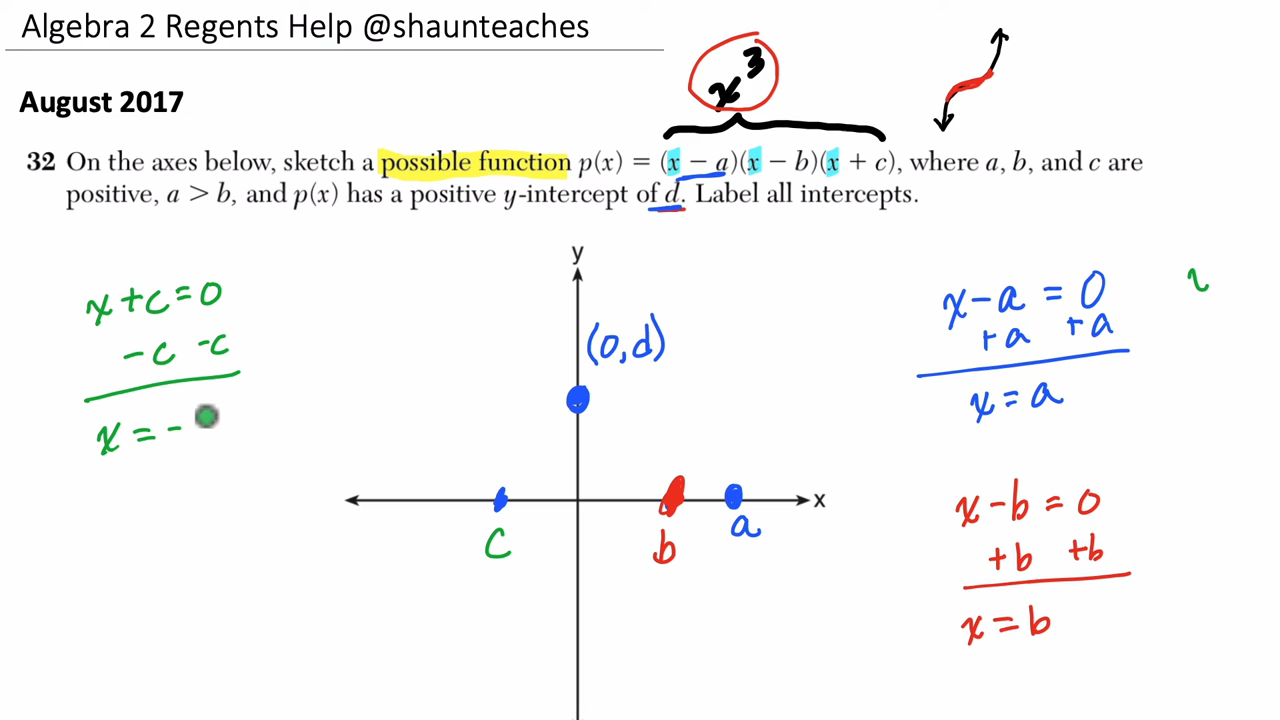 Algebra 2 Regents Help @shaunteaches
x³
August 2017
32 On the axes below, sketch a possible function p(x) = (x − a)(x − b)(x + c), where a, b, and c are
positive, a > b, and p(x) has a positive y-intercept of d. Label all intercepts.
x + c = 0
-c -c
x = -
y
(0,d)
x
c
b
a
x - a = 0
+a +a
x = a
x - b = 0
+b +b
x = b